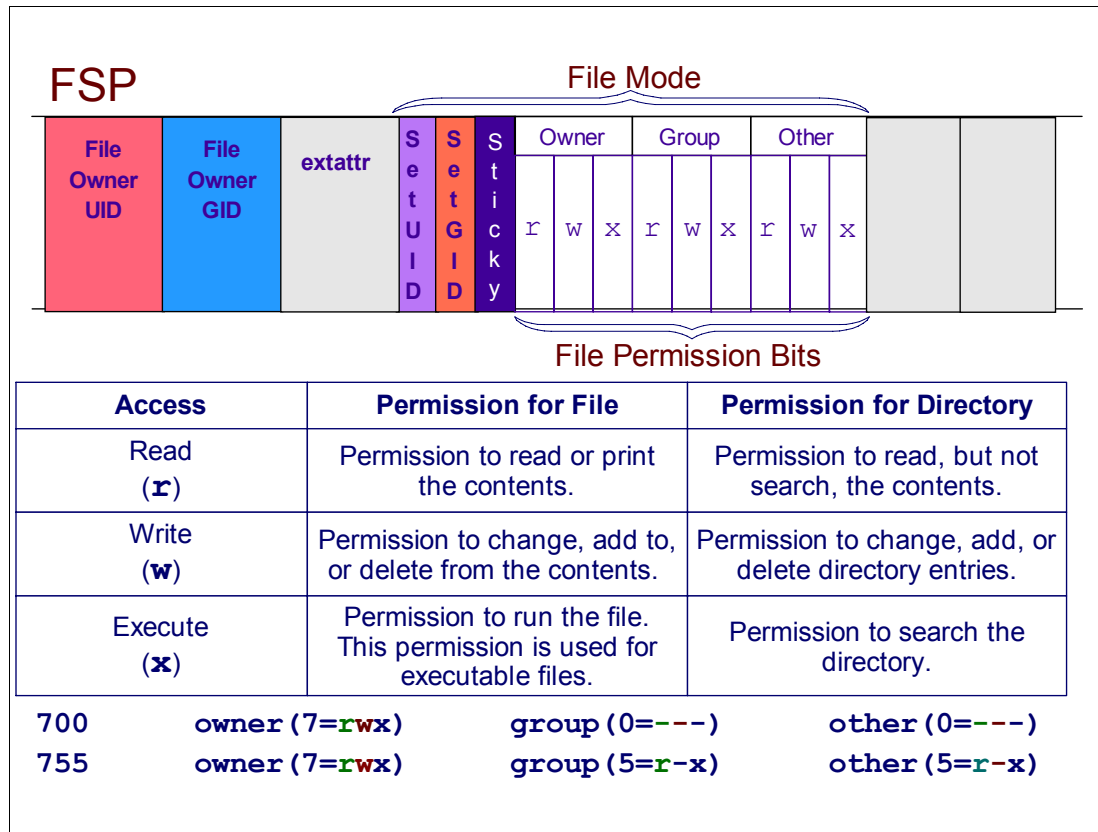 File Mode
FSP
File Owner UID
File Owner GID
extattr
SetUID
SetGID
Sticky
Owner Group Other
r w x r w x r w x
File Permission Bits
Access Permission for File Permission for Directory
Read
(r)
Permission to read or print
the contents.
Permission to read, but not
search, the contents.
Write
(w)
Permission to change, add to,
or delete from the contents.
Permission to change, add, or
delete directory entries.
Execute
(x)
Permission to run the file.
This permission is used for
executable files.
Permission to search the
directory.
700 owner(7=rwx) group(0=---) other(0=---)
755 owner(7=rwx) group(5=r-x) other(5=r-x)